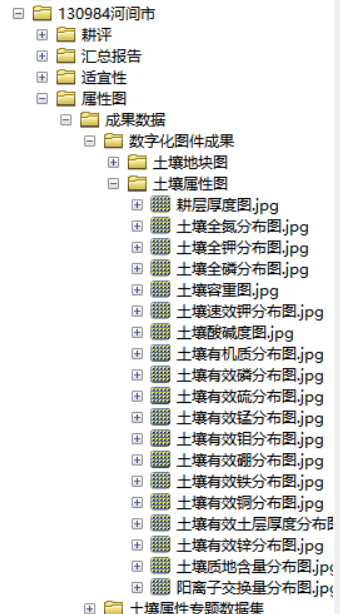 130984河间市
耕评
汇总报告
适宜性
属性图
成果数据
数字化图件成果
土壤地块图
土壤属性图
耕层厚度图.jpg
土壤全氮分布图.jpg
土壤全钾分布图.jpg
土壤全磷分布图.jpg
土壤容重图.jpg
土壤速效钾分布图.jpg
土壤酸碱度图.jpg
土壤有机质分布图.jpg
土壤有效磷分布图.jpg
土壤有效硫分布图.jpg
土壤有效锰分布图.jpg
土壤有效钼分布图.jpg
土壤有效硼分布图.jpg
土壤有效铁分布图.jpg
土壤有效铜分布图.jpg
土壤有效土层厚度分布图
土壤有效锌分布图.jpg
土壤质地含量分布图.jpg
阳离子交换量分布图.jpg
土壤属性专题数据集